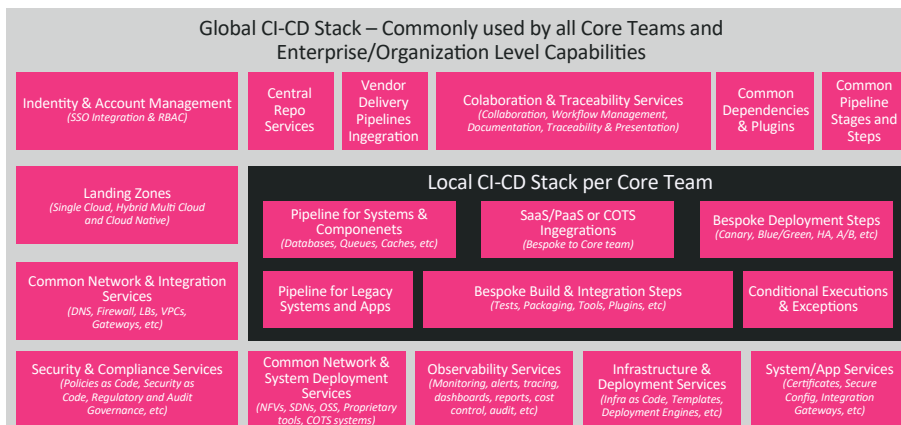 Global CI-CD Stack – Commonly used by all Core Teams and
Enterprise/Organization Level Capabilities
Indentity & Account Management
(SSO Integration & RBAC)
Central
Repo
Services
Vendor
Delivery
Pipelines
Ingegration
Colaboration & Traceability Services
(Collaboration, Workflow Management,
Documentation, Traceability & Presentation)
Common
Dependencies
& Plugins
Common
Pipeline
Stages and
Steps
Landing Zones
(Single Cloud, Hybrid Multi Cloud
and Cloud Native)
Local CI-CD Stack per Core Team
Pipeline for Systems &
Componenets
(Databases, Queues, Caches, etc)
SaaS/PaaS or COTS
Ingegrations
(Bespoke to Core team)
Bespoke Deployment Steps
(Canary, Blue/Green, HA, A/B, etc)
Common Network & Integration
Services
(DNS, Firewall, LBs, VPCs,
Gateways, etc)
Pipeline for Legacy
Systems and Apps
Bespoke Build & Integration Steps
(Tests, Packaging, Tools, Plugins, etc)
Conditional Executions
& Exceptions
Security & Compliance Services
(Policies as Code, Security as
Code, Regulatory and Audit
Governance, etc)
Common Network &
System Deployment
Services
(NFVs, SDNs, OSS, Proprietary
tools, COTS systems)
Observability Services
(Monitoring, alerts, tracing,
dashboards, reports, cost
control, audit, etc)
Infrastructure &
Deployment Services
(Infra as Code, Templates,
Deployment Engines, etc)
System/App Services
(Certificates, Secure
Config, Integration
Gateways, etc)